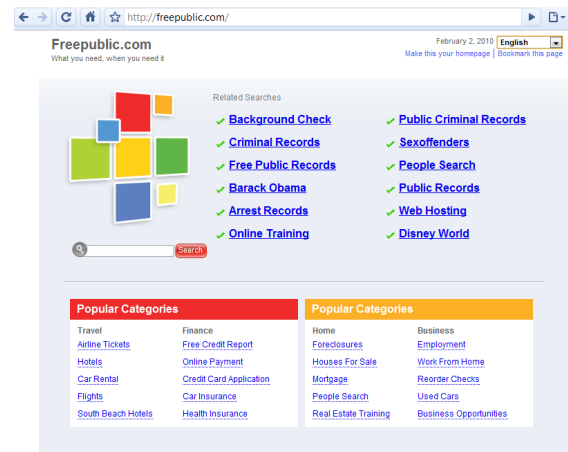 http://freepublic.com/
Freepublic.com
What you need, when you need it
February 2, 2010 English
Make this your homepage | Bookmark this page
Related Searches
Background Check
Public Criminal Records
Criminal Records
Sexoffenders
Free Public Records
People Search
Barack Obama
Public Records
Arrest Records
Web Hosting
Online Training
Disney World
Search
Popular Categories
Travel Finance
Airline Tickets Free Credit Report
Hotels Online Payment
Car Rental Credit Card Application
Flights Car Insurance
South Beach Hotels Health Insurance
Popular Categories
Home Business
Foreclosures Employment
Houses For Sale Work From Home
Mortgage Reorder Checks
People Search Used Cars
Real Estate Training Business Opportunities